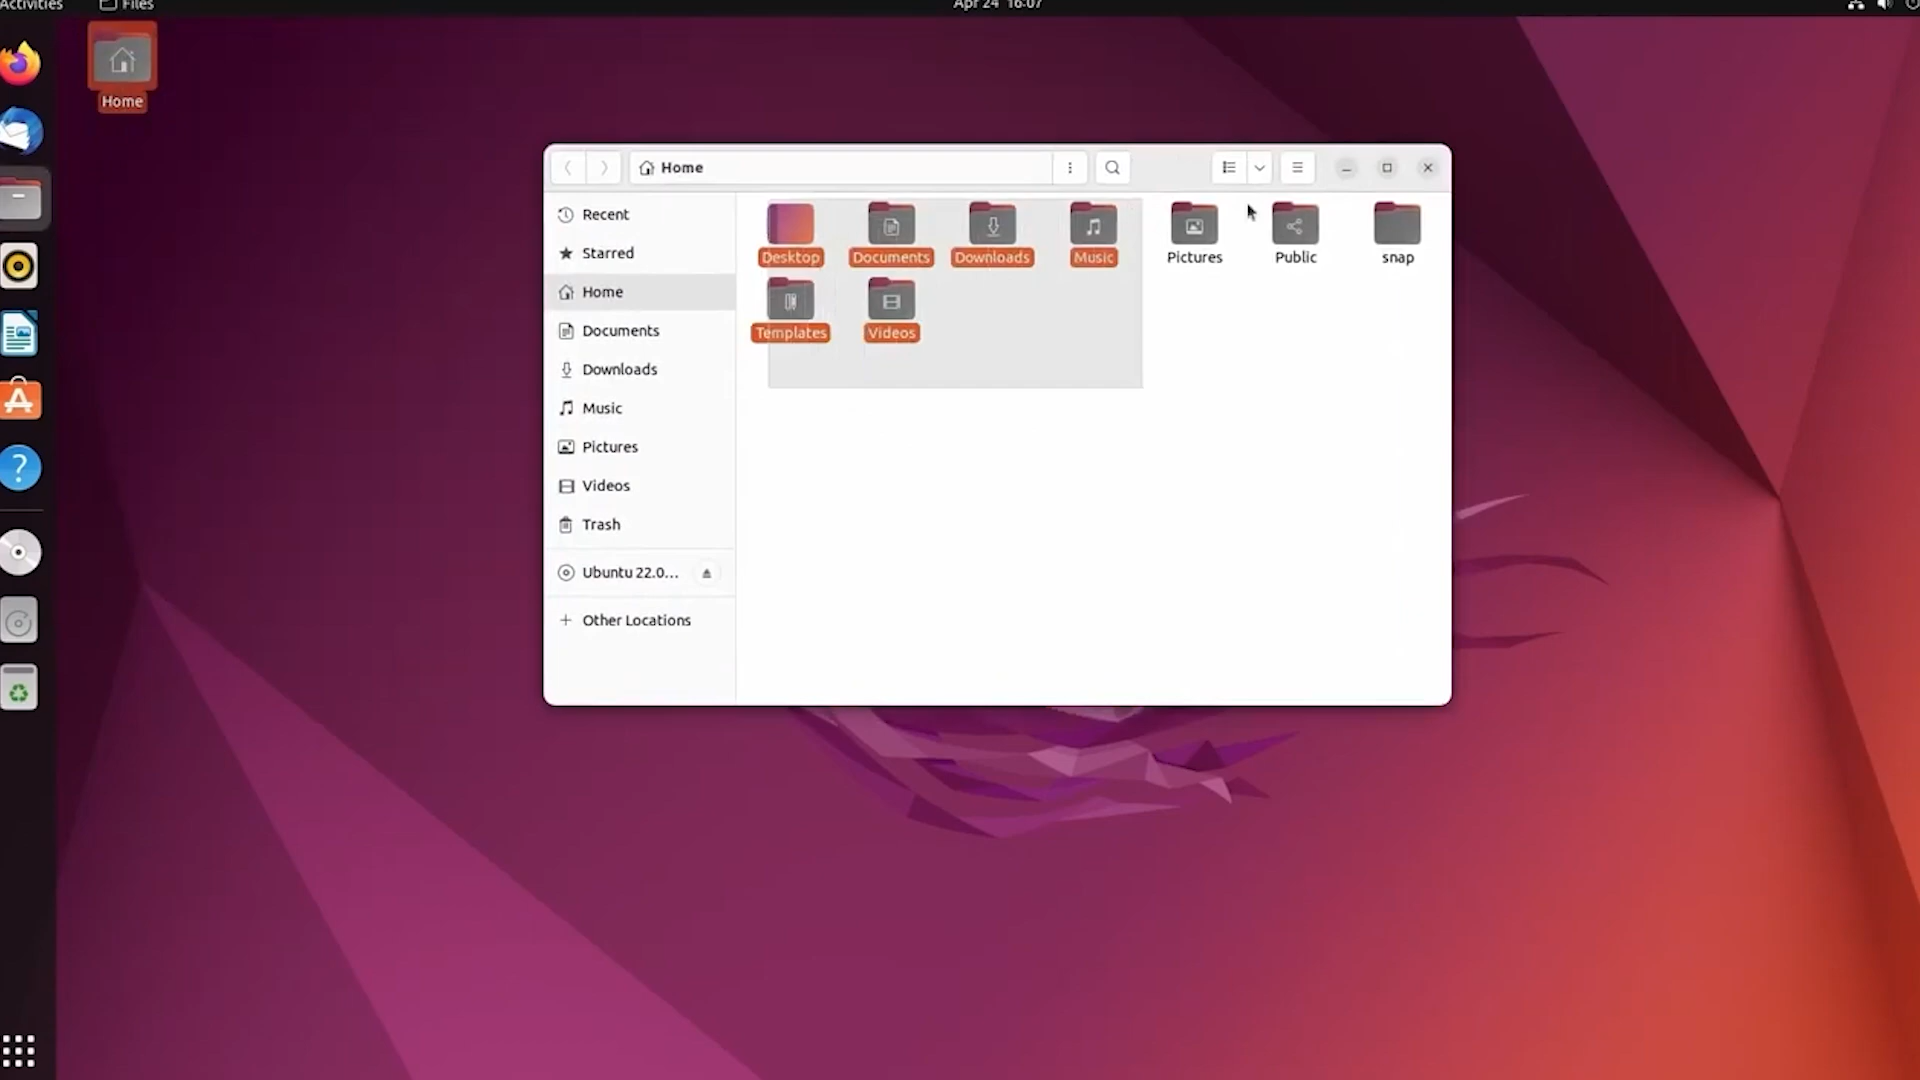 Activities Files Apr 24 16:07
Home
Home
Recent
Starred
Home
Documents
Downloads
Music
Pictures
Videos
Trash
Ubuntu 22.0...
Other Locations
Desktop Documents Downloads Music Pictures Public snap
Templates Videos